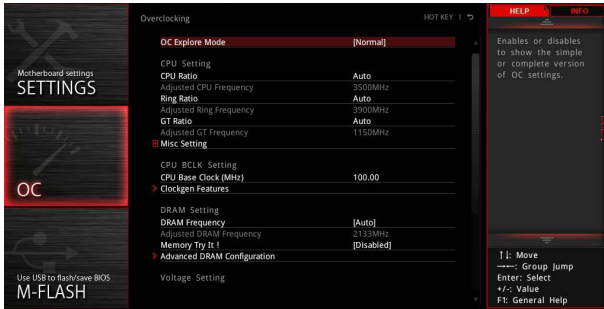 Overclocking
HOT KEY | ↩
HELP
INFO
OC Explore Mode [Normal]
CPU Setting
CPU Ratio Auto
Adjusted CPU Frequency 3500MHz
Ring Ratio Auto
Adjusted Ring Frequency 3900MHz
GT Ratio Auto
Adjusted GT Frequency 1150MHz
Misc Setting
CPU BCLK Setting
CPU Base Clock (MHz) 100.00
Clockgen Features
DRAM Setting
DRAM Frequency [Auto]
Adjusted DRAM Frequency 2133MHz
Memory Try It ! [Disabled]
Advanced DRAM Configuration
Voltage Setting
Motherboard settings
SETTINGS
OC
Use USB to flash/save BIOS
M-FLASH
Enables or disables
to show the simple
or complete version
of OC settings.
↑↓: Move
→←: Group Jump
Enter: Select
+/-: Value
F1: General Help